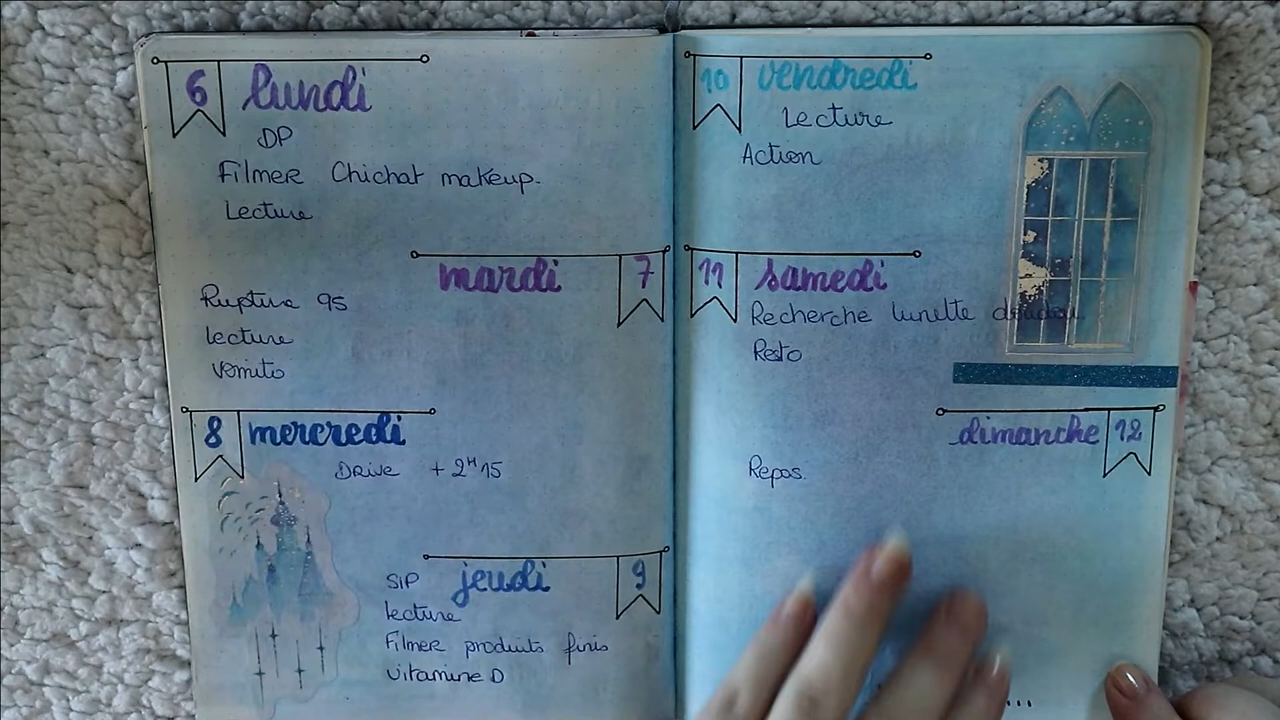 6 lundi
DP
Filmer Chichat makeup.
Lecture
mardi 7
Rupture 95
lecture
vomito
8 mercredi
Drive + 2H15
jeudi 9
SIP
lecture
Filmer produits finis
vitamine D
10 vendredi
Lecture
Action
11 samedi
Recherche lunette doudou.
Resto
dimanche 12
Repos.